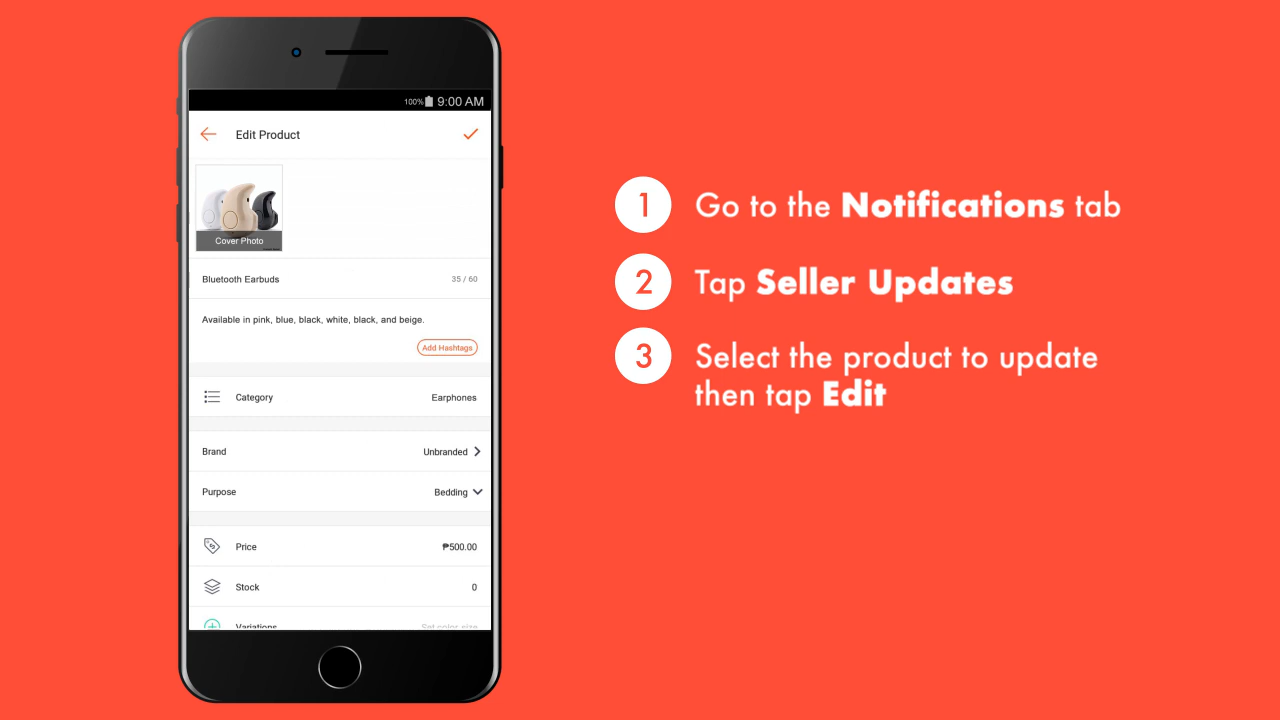 100% 9:00 AM
Edit Product
Cover Photo
Bluetooth Earbuds 35 / 60
Available in pink, blue, black, white, black, and beige.
Add Hashtags
Category Earphones
Brand Unbranded
Purpose Bedding
Price ₱500.00
Stock 0
Variations Set color, size
1 Go to the Notifications tab
2 Tap Seller Updates
3 Select the product to update
then tap Edit